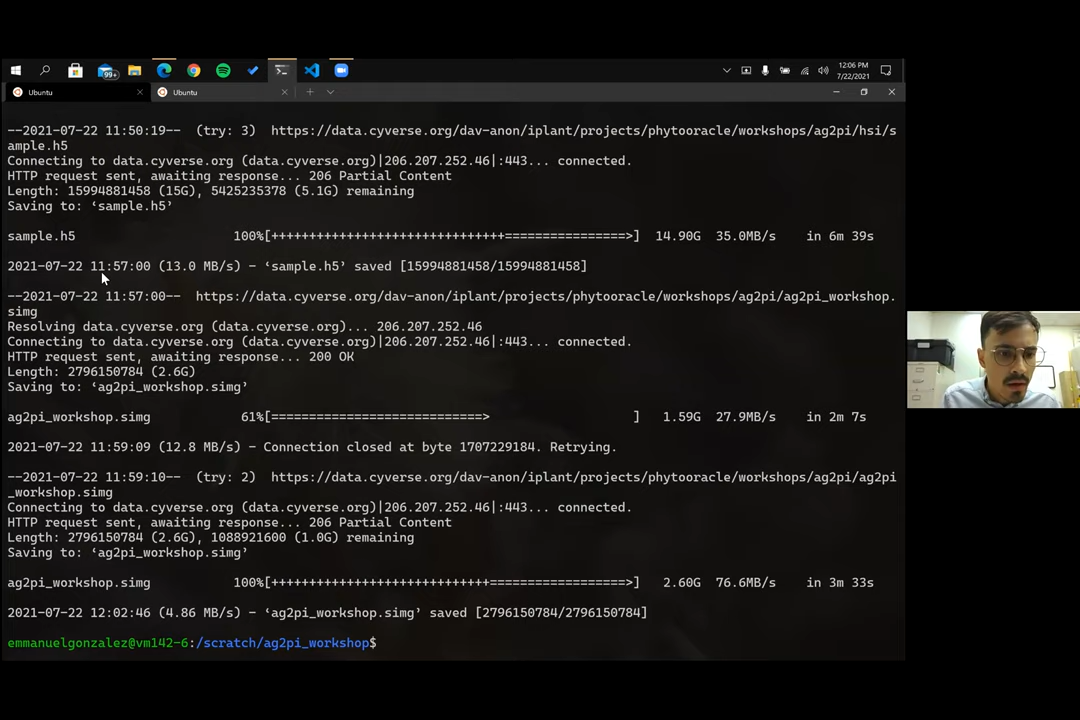 99+
12:06 PM
7/22/2021
Ubuntu
Ubuntu
--2021-07-22 11:50:19-- (try: 3) https://data.cyverse.org/dav-anon/iplant/projects/phytooracle/workshops/ag2pi/hsi/s
ample.h5
Connecting to data.cyverse.org (data.cyverse.org)|206.207.252.46|:443... connected.
HTTP request sent, awaiting response... 206 Partial Content
Length: 15994881458 (15G), 5425235378 (5.1G) remaining
Saving to: ‘sample.h5’
sample.h5 100%[+++++++++++++++++++++++++++++++================>] 14.90G 35.0MB/s in 6m 39s
2021-07-22 11:57:00 (13.0 MB/s) - ‘sample.h5’ saved [15994881458/15994881458]
--2021-07-22 11:57:00-- https://data.cyverse.org/dav-anon/iplant/projects/phytooracle/workshops/ag2pi/ag2pi_workshop.
simg
Resolving data.cyverse.org (data.cyverse.org)... 206.207.252.46
Connecting to data.cyverse.org (data.cyverse.org)|206.207.252.46|:443... connected.
HTTP request sent, awaiting response... 200 OK
Length: 2796150784 (2.6G)
Saving to: ‘ag2pi_workshop.simg’
ag2pi_workshop.simg 61%[============================> ] 1.59G 27.9MB/s in 2m 7s
2021-07-22 11:59:09 (12.8 MB/s) - Connection closed at byte 1707229184. Retrying.
--2021-07-22 11:59:10-- (try: 2) https://data.cyverse.org/dav-anon/iplant/projects/phytooracle/workshops/ag2pi/ag2pi
_workshop.simg
Connecting to data.cyverse.org (data.cyverse.org)|206.207.252.46|:443... connected.
HTTP request sent, awaiting response... 206 Partial Content
Length: 2796150784 (2.6G), 1088921600 (1.0G) remaining
Saving to: ‘ag2pi_workshop.simg’
ag2pi_workshop.simg 100%[+++++++++++++++++++++++++++++==================>] 2.60G 76.6MB/s in 3m 33s
2021-07-22 12:02:46 (4.86 MB/s) - ‘ag2pi_workshop.simg’ saved [2796150784/2796150784]
emmanuelgonzalez@vm142-6:/scratch/ag2pi_workshop$